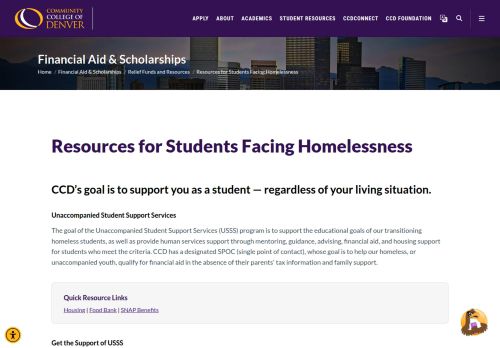 COMMUNITY
COLLEGE OF
DENVER
APPLY ABOUT ACADEMICS STUDENT RESOURCES CCDCONNECT CCD FOUNDATION
Financial Aid & Scholarships
Home / Financial Aid & Scholarships / Relief Funds and Resources / Resources for Students Facing Homelessness
Resources for Students Facing Homelessness
CCD's goal is to support you as a student — regardless of your living situation.
Unaccompanied Student Support Services
The goal of the Unaccompanied Student Support Services (USSS) program is to support the educational goals of our transitioning
homeless students, as well as provide human services support through mentoring, guidance, advising, financial aid, and housing support
for students who meet the criteria. CCD has a designated SPOC (single point of contact), whose goal is to help our homeless, or
unaccompanied youth, qualify for financial aid in the absence of their parents' tax information and family support.
Quick Resource Links
Housing | Food Bank | SNAP Benefits
Get the Support of USSS